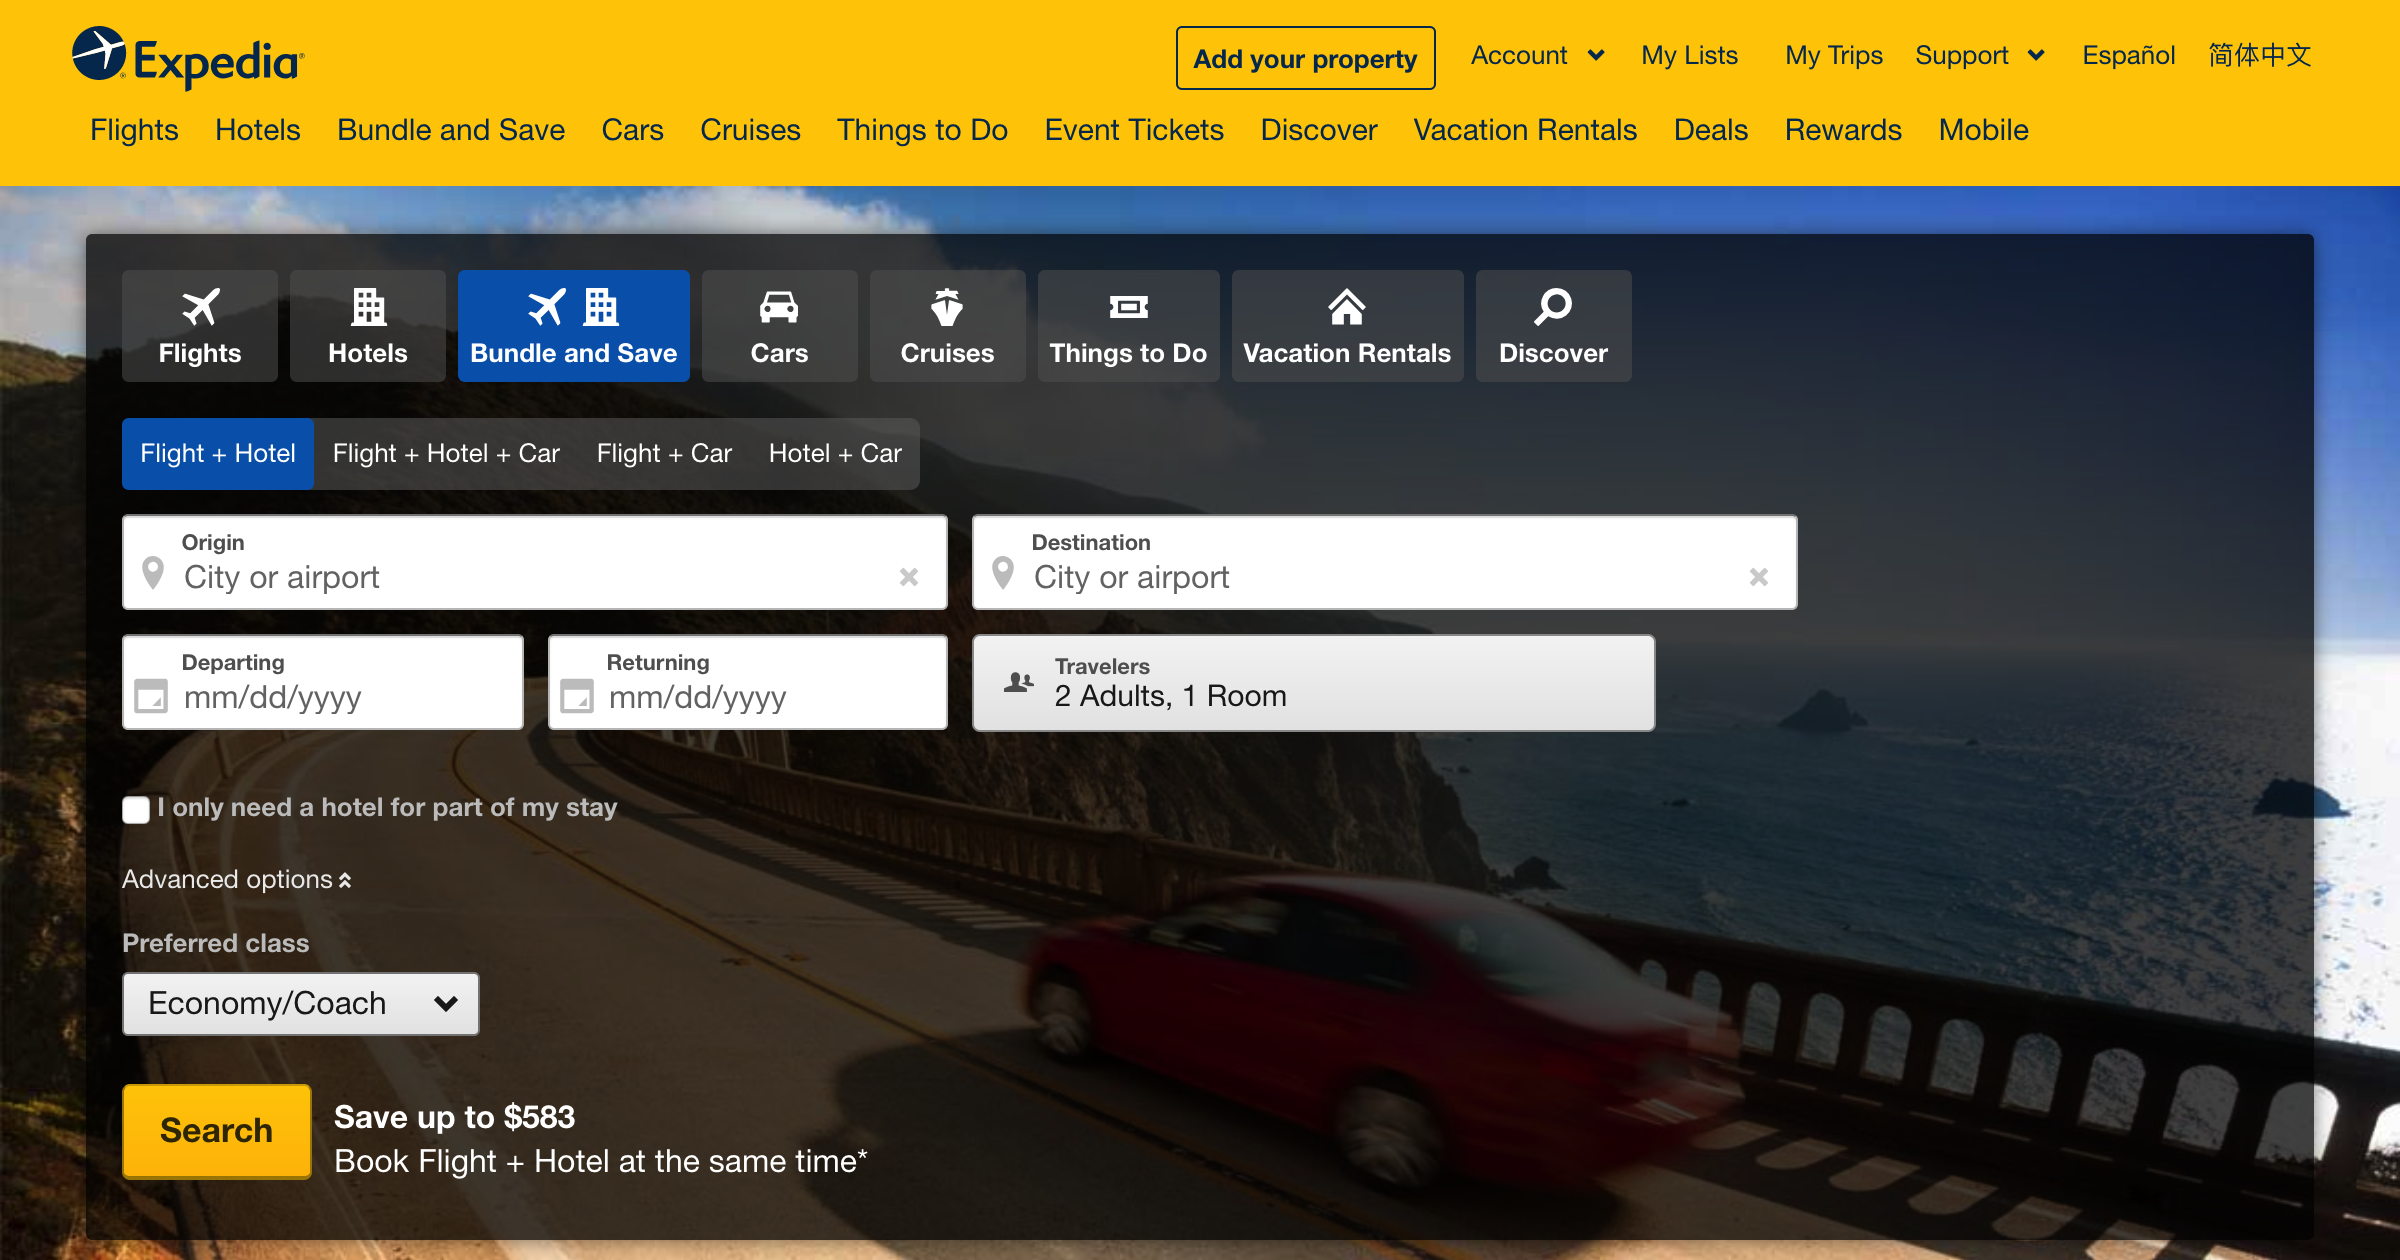 Expedia
Add your property
Account
My Lists
My Trips
Support
Español
简体中文
Flights
Hotels
Bundle and Save
Cars
Cruises
Things to Do
Event Tickets
Discover
Vacation Rentals
Deals
Rewards
Mobile
Flights
Hotels
Bundle and Save
Cars
Cruises
Things to Do
Vacation Rentals
Discover
Flight + Hotel
Flight + Hotel + Car
Flight + Car
Hotel + Car
Origin
City or airport
Destination
City or airport
Departing
mm/dd/yyyy
Returning
mm/dd/yyyy
Travelers
2 Adults, 1 Room
I only need a hotel for part of my stay
Advanced options
Preferred class
Economy/Coach
Search
Save up to $583
Book Flight + Hotel at the same time*